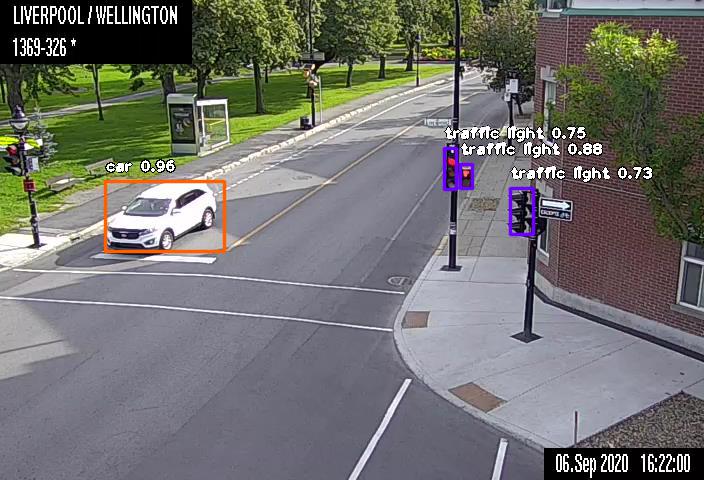 LIVERPOOL / WELLINGTON
1369-326 *
traffic light 0.75
traffic light 0.88
car 0.96
traffic light 0.73
EXCEPTÉ
06.Sep 2020 16:22:00